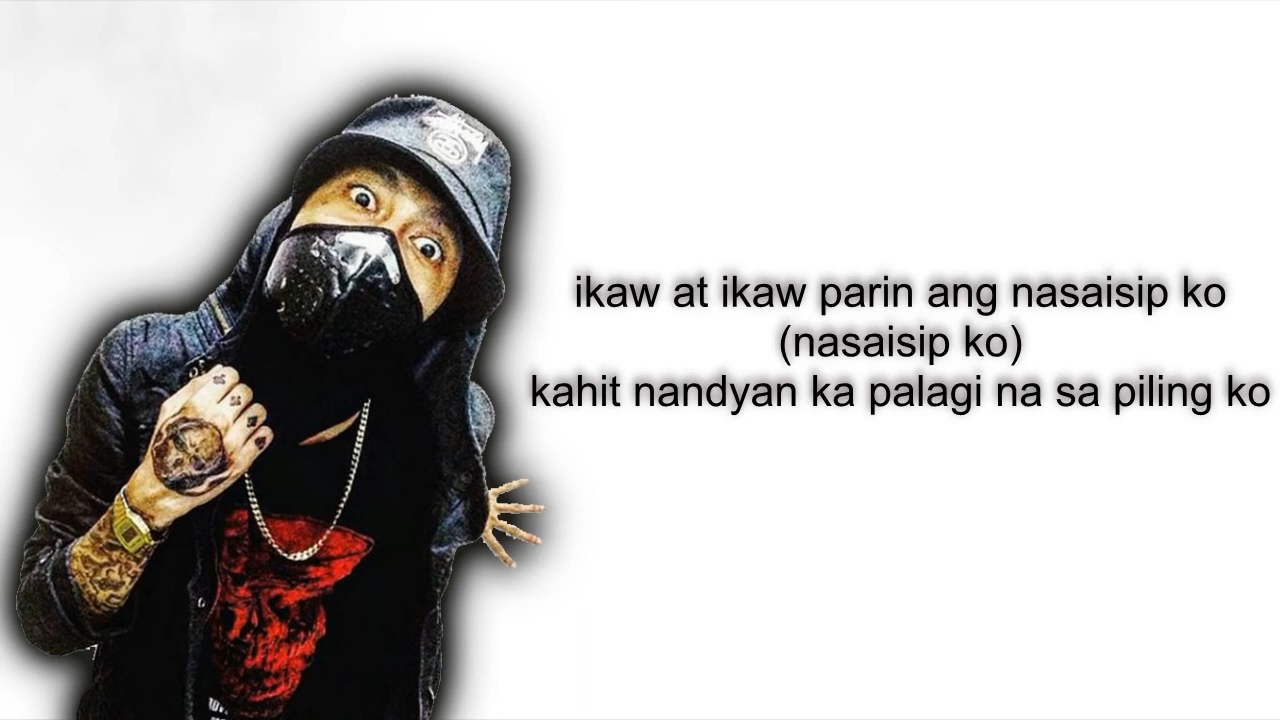 ikaw at ikaw parin ang nasaisip ko
(nasaisip ko)
kahit nandyan ka palagi na sa piling ko